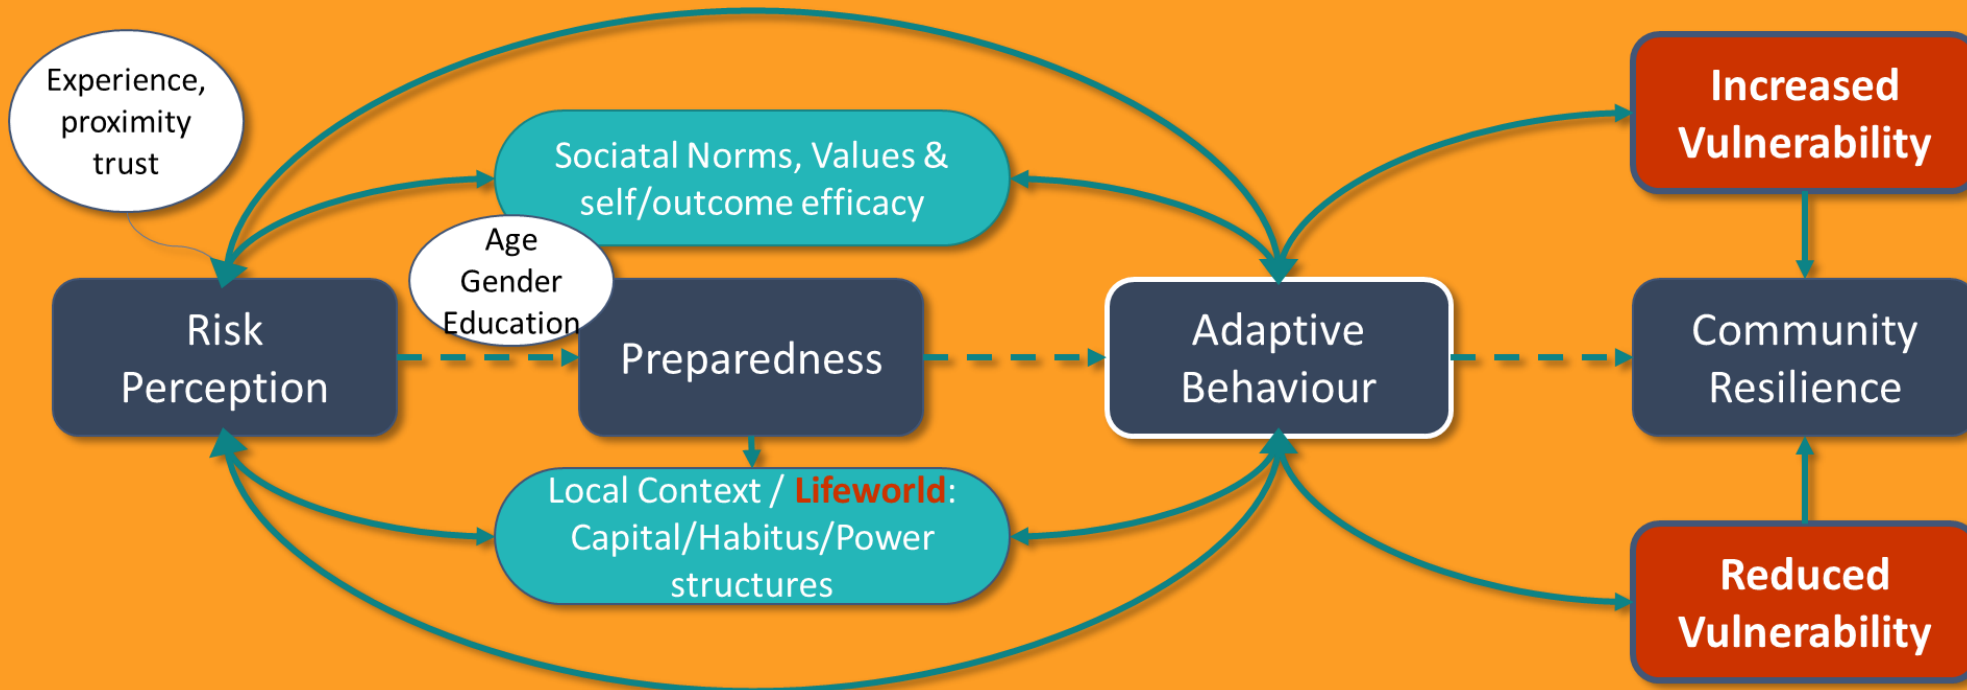 Experience,
proximity
trust
Sociatal Norms, Values &
self/outcome efficacy
Age
Gender
Education
Risk
Perception
Preparedness
Adaptive
Behaviour
Local Context / Lifeworld:
Capital/Habitus/Power
structures
Increased
Vulnerability
Community
Resilience
Reduced
Vulnerability